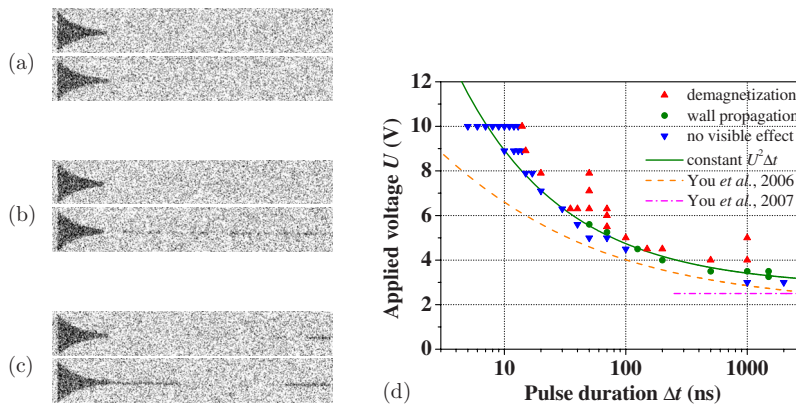 (a)
(b)
(c)
(d)
Applied voltage U (V)
12
10
8
6
4
2
0
demagnetization
wall propagation
no visible effect
constant U²Δt
You et al., 2006
You et al., 2007
10
100
1000
Pulse duration Δt (ns)